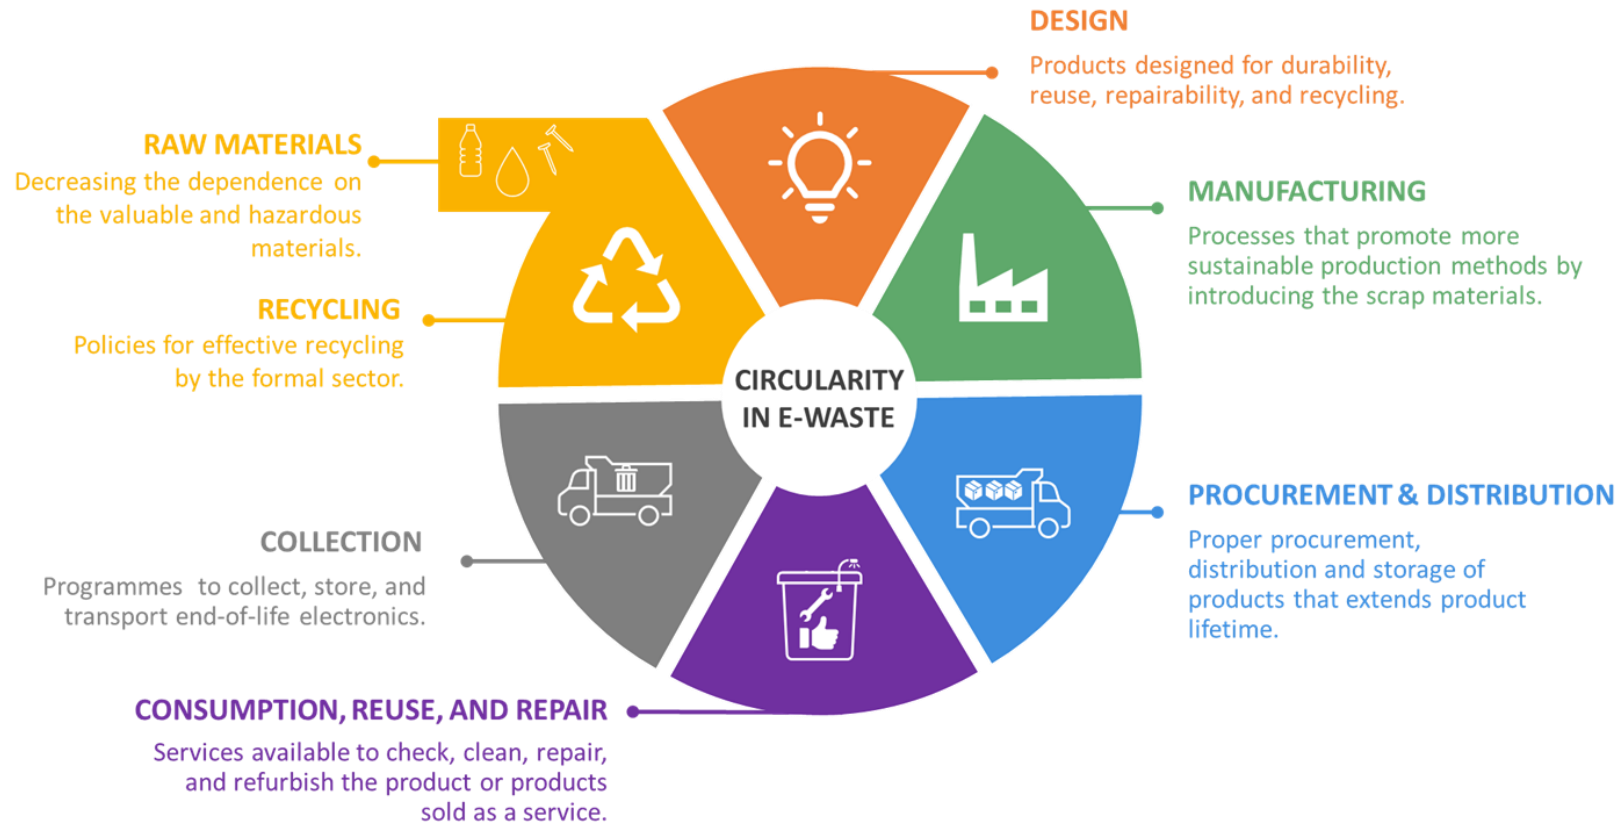 DESIGN
Products designed for durability,
reuse, repairability, and recycling.
RAW MATERIALS
Decreasing the dependence on
the valuable and hazardous
materials.
MANUFACTURING
Processes that promote more
sustainable production methods by
introducing the scrap materials.
RECYCLING
Policies for effective recycling
by the formal sector.
CIRCULARITY
IN E-WASTE
PROCUREMENT & DISTRIBUTION
Proper procurement,
distribution and storage of
products that extends product
lifetime.
COLLECTION
Programmes to collect, store, and
transport end-of-life electronics.
CONSUMPTION, REUSE, AND REPAIR
Services available to check, clean, repair,
and refurbish the product or products
sold as a service.